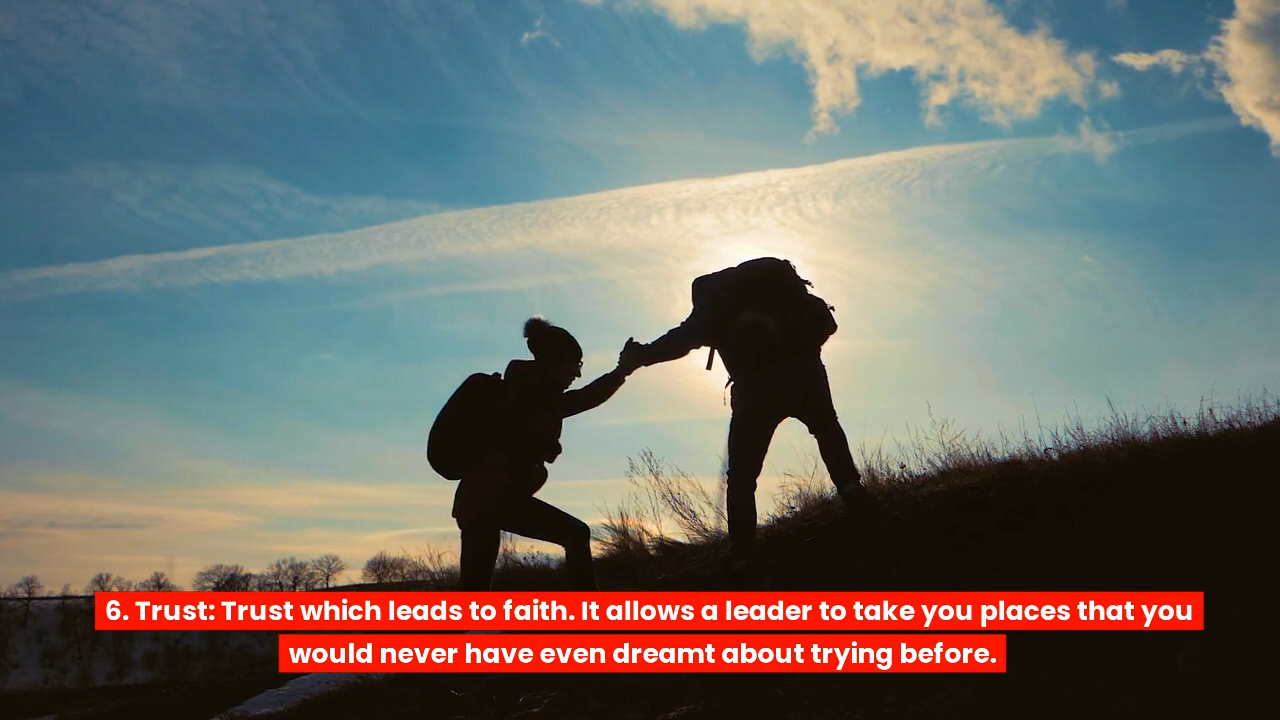 6. Trust: Trust which leads to faith. It allows a leader to take you places that you
would never have even dreamt about trying before.